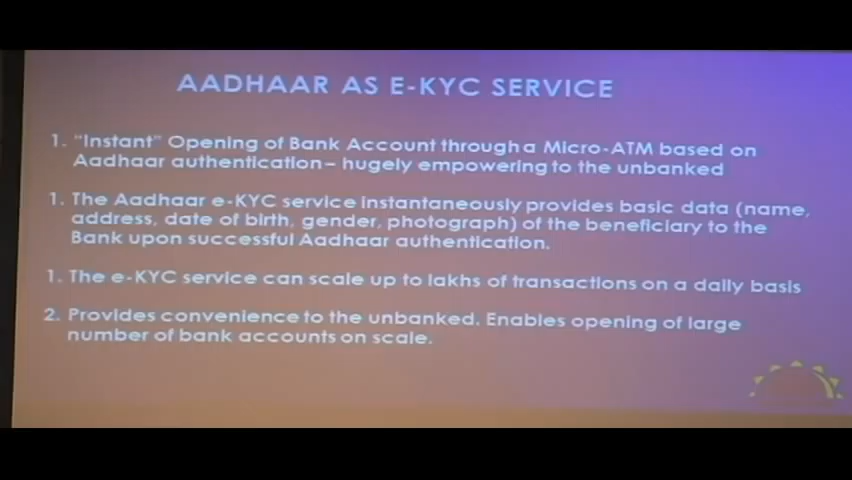 AADHAAR AS E-KYC SERVICE
1. "Instant" Opening of Bank Account through a Micro-ATM based on
Aadhaar authentication – hugely empowering to the unbanked
1. The Aadhaar e-KYC service instantaneously provides basic data (name,
address, date of birth, gender, photograph) of the beneficiary to the
Bank upon successful Aadhaar authentication.
1. The e-KYC service can scale up to lakhs of transactions on a daily basis
2. Provides convenience to the unbanked. Enables opening of large
number of bank accounts on scale.